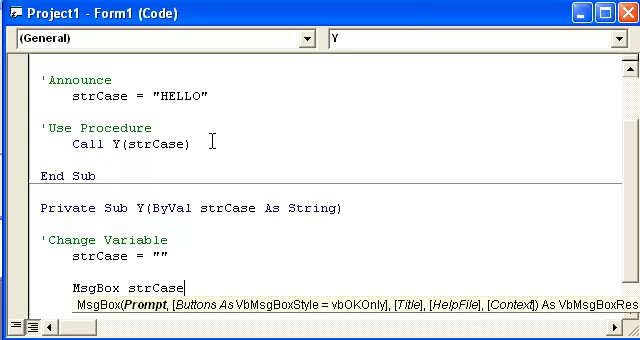 Project1 - Form1 (Code)
(General)
Y
'Announce
strCase = "HELLO"
'Use Procedure
Call Y(strCase)
End Sub
Private Sub Y(ByVal strCase As String)
'Change Variable
strCase = ""
MsgBox strCase
MsgBox(Prompt, [Buttons As VbMsgBoxStyle = vbOKOnly], [Title], [HelpFile], [Context]) As VbMsgBoxRes